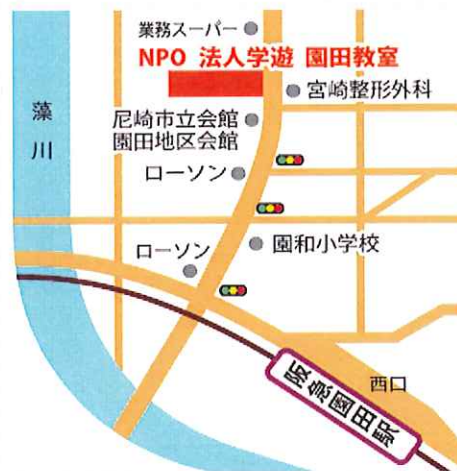 業務スーパー
NPO 法人学遊 園田教室
宮崎整形外科
藻川
尼崎市立会館
園田地区会館
ローソン
園和小学校
ローソン
西口
阪急園田駅